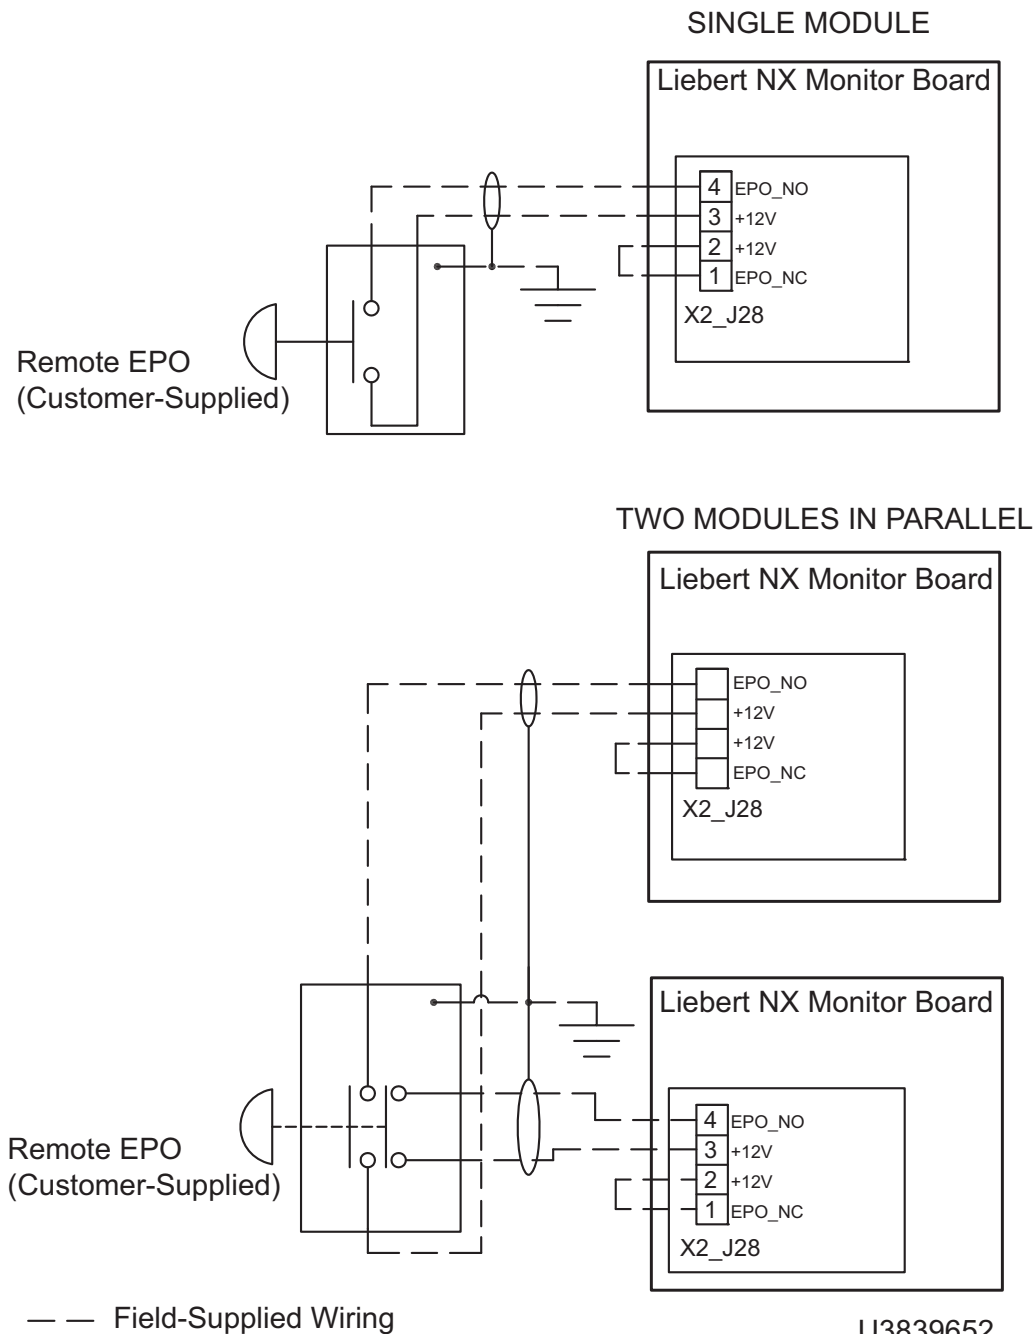 SINGLE MODULE
Liebert NX Monitor Board
4 EPO_NO
3 +12V
2 +12V
1 EPO_NC
X2_J28
Remote EPO
(Customer-Supplied)
TWO MODULES IN PARALLEL
Liebert NX Monitor Board
EPO_NO
+12V
+12V
EPO_NC
X2_J28
Liebert NX Monitor Board
4 EPO_NO
3 +12V
2 +12V
1 EPO_NC
X2_J28
Remote EPO
(Customer-Supplied)
Field-Supplied Wiring
U3839652